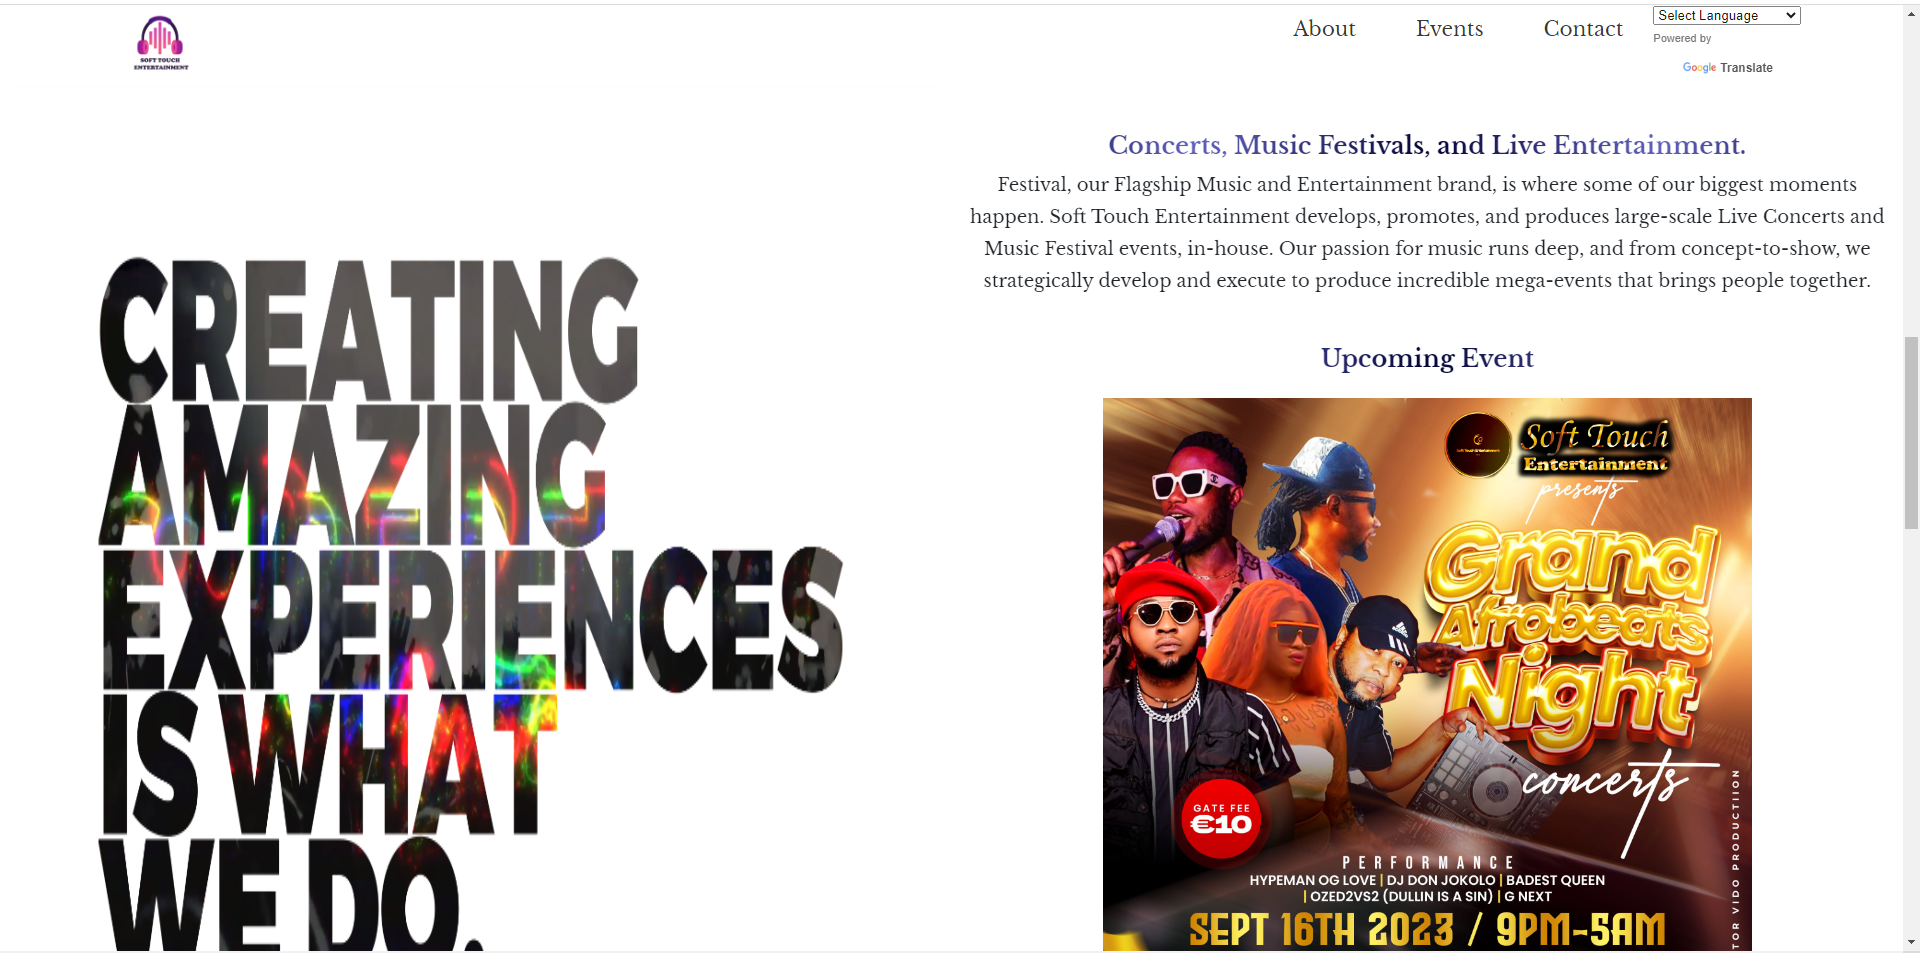 SOFT TOUCH
ENTERTAINMENT
About
Events
Contact
Select Language
Powered by
Google Translate
CREATING
AMAZING
EXPERIENCES
IS WHAT
WE DO.
Concerts, Music Festivals, and Live Entertainment.
Festival, our Flagship Music and Entertainment brand, is where some of our biggest moments
happen. Soft Touch Entertainment develops, promotes, and produces large-scale Live Concerts and
Music Festival events, in-house. Our passion for music runs deep, and from concept-to-show, we
strategically develop and execute to produce incredible mega-events that brings people together.
Upcoming Event
Soft Touch Entertainment
Soft Touch
Entertainment
presents
Grand
Afrobeats
Night
concerts
GATE FEE
€10
PERFORMANCE
HYPEMAN OG LOVE | DJ DON JOKOLO | BADEST QUEEN
| OZED2VS2 (DULLIN IS A SIN) | G NEXT
SEPT 16TH 2023 / 9PM-5AM
TOR VIDO PRODUCTIION